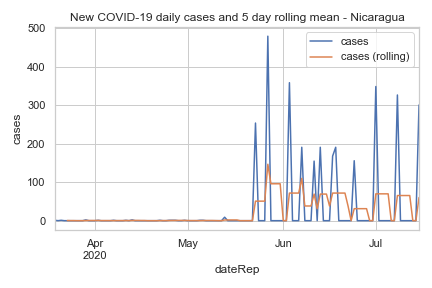 New COVID-19 daily cases and 5 day rolling mean - Nicaragua
cases
cases (rolling)
500
400
300
200
100
0
cases
Apr
2020
May
Jun
Jul
dateRep